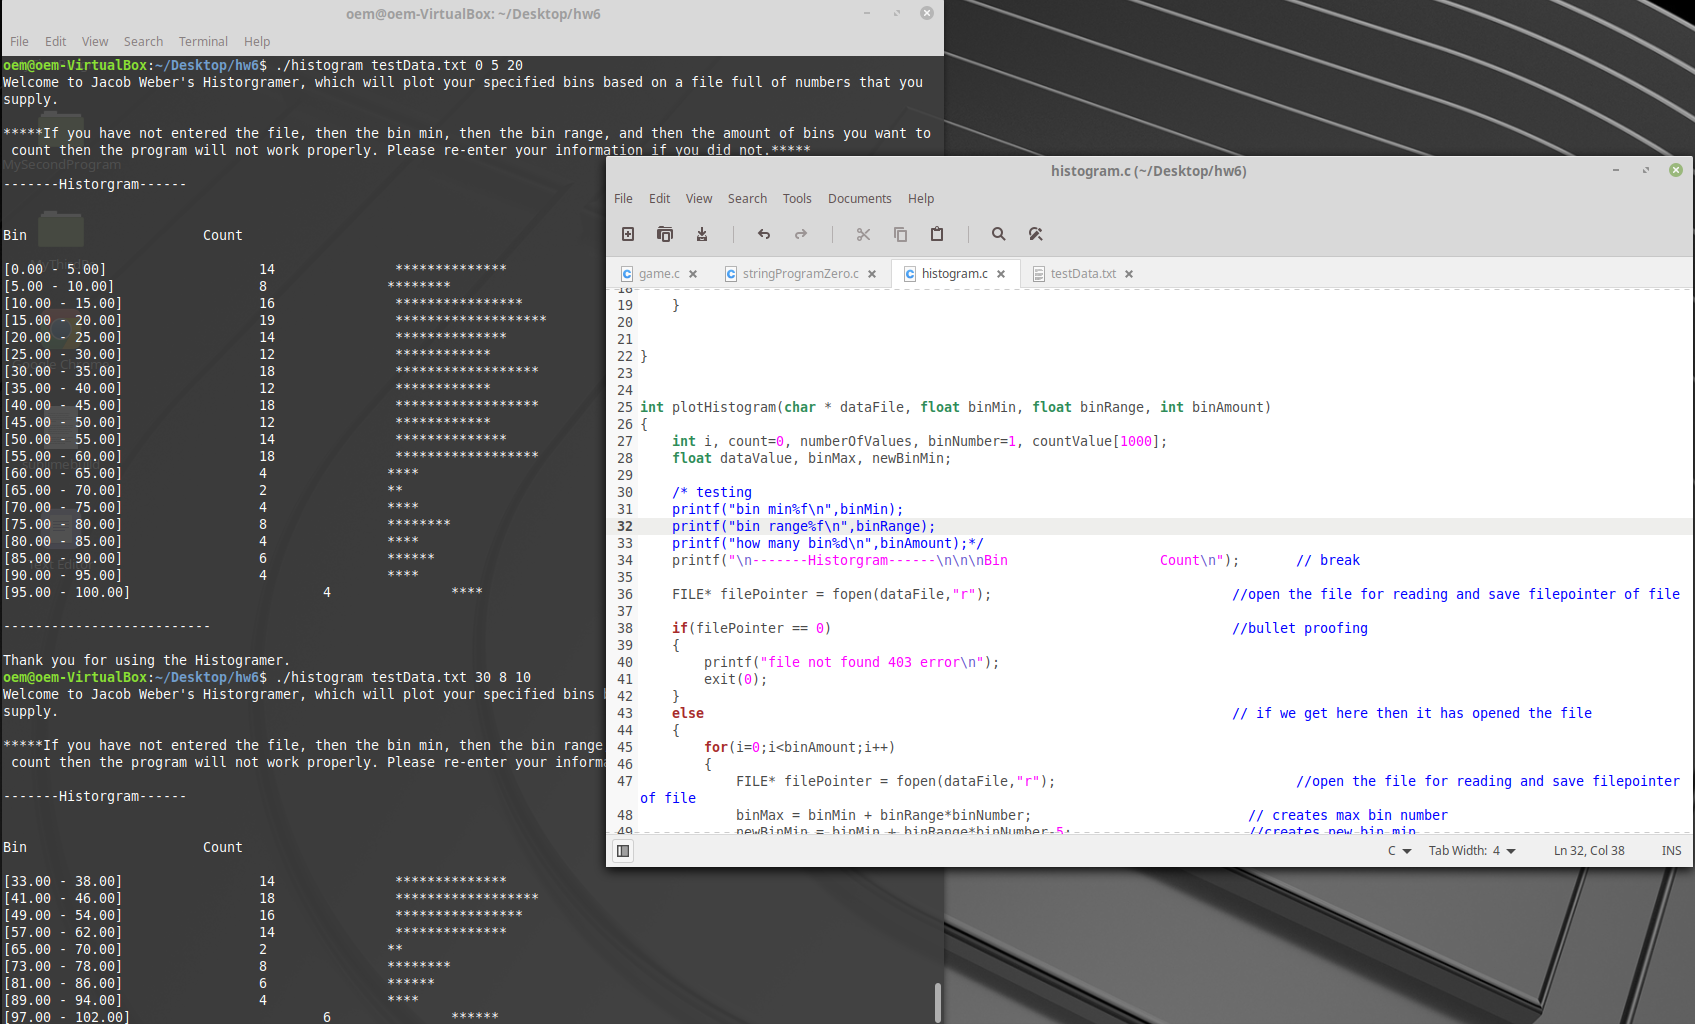 oem@oem-VirtualBox: ~/Desktop/hw6
File Edit View Search Terminal Help
oem@oem-VirtualBox:~/Desktop/hw6$ ./histogram testData.txt 0 5 20
Welcome to Jacob Weber's Historgramer, which will plot your specified bins based on a file full of numbers that you
supply.
*****If you have not entered the file, then the bin min, then the bin range, and then the amount of bins you want to
count then the program will not work properly. Please re-enter your information if you did not.*****
MySecondProgram
-------Historgram------
Bin Count
[0.00 - 5.00] 14 **************
[5.00 - 10.00] 8 ********
[10.00 - 15.00] 16 ****************
[15.00 - 20.00] 19 *******************
[20.00 - 25.00] 14 **************
[25.00 - 30.00] 12 ************
[30.00 - 35.00] 18 ******************
[35.00 - 40.00] 12 ************
[40.00 - 45.00] 18 ******************
[45.00 - 50.00] 12 ************
[50.00 - 55.00] 14 **************
[55.00 - 60.00] 18 ******************
[60.00 - 65.00] 4 ****
[65.00 - 70.00] 2 **
[70.00 - 75.00] 4 ****
[75.00 - 80.00] 8 ********
[80.00 - 85.00] 4 ****
[85.00 - 90.00] 6 ******
[90.00 - 95.00] 4 ****
[95.00 - 100.00] 4 ****
--------------------------
Thank you for using the Histogramer.
oem@oem-VirtualBox:~/Desktop/hw6$ ./histogram testData.txt 30 8 10
Welcome to Jacob Weber's Historgramer, which will plot your specified bins
supply.
*****If you have not entered the file, then the bin min, then the bin range
count then the program will not work properly. Please re-enter your informa
-------Historgram------
Bin Count
[33.00 - 38.00] 14 **************
[41.00 - 46.00] 18 ******************
[49.00 - 54.00] 16 ****************
[57.00 - 62.00] 14 **************
[65.00 - 70.00] 2 **
[73.00 - 78.00] 8 ********
[81.00 - 86.00] 6 ******
[89.00 - 94.00] 4 ****
[97.00 - 102.00] 6 ******
histogram.c (~/Desktop/hw6)
File Edit View Search Tools Documents Help
game.c stringProgramZero.c histogram.c testData.txt
18
19 }
20
21
22 }
23
24
25 int plotHistogram(char * dataFile, float binMin, float binRange, int binAmount)
26 {
27 int i, count=0, numberOfValues, binNumber=1, countValue[1000];
28 float dataValue, binMax, newBinMin;
29
30 /* testing
31 printf("bin min%f\n",binMin);
32 printf("bin range%f\n",binRange);
33 printf("how many bin%d\n",binAmount);*/
34 printf("\n-------Historgram------\n\n\nBin Count\n"); // break
35
36 FILE* filePointer = fopen(dataFile,"r"); //open the file for reading and save filepointer of file
37
38 if(filePointer == 0) //bullet proofing
39 {
40 printf("file not found 403 error\n");
41 exit(0);
42 }
43 else // if we get here then it has opened the file
44 {
45 for(i=0;i<binAmount;i++)
46 {
47 FILE* filePointer = fopen(dataFile,"r"); //open the file for reading and save filepointer
of file
48 binMax = binMin + binRange*binNumber; // creates max bin number
49 newBinMin = binMin + binRange*binNumber-5; //creates new bin min
C Tab Width: 4 Ln 32, Col 38 INS